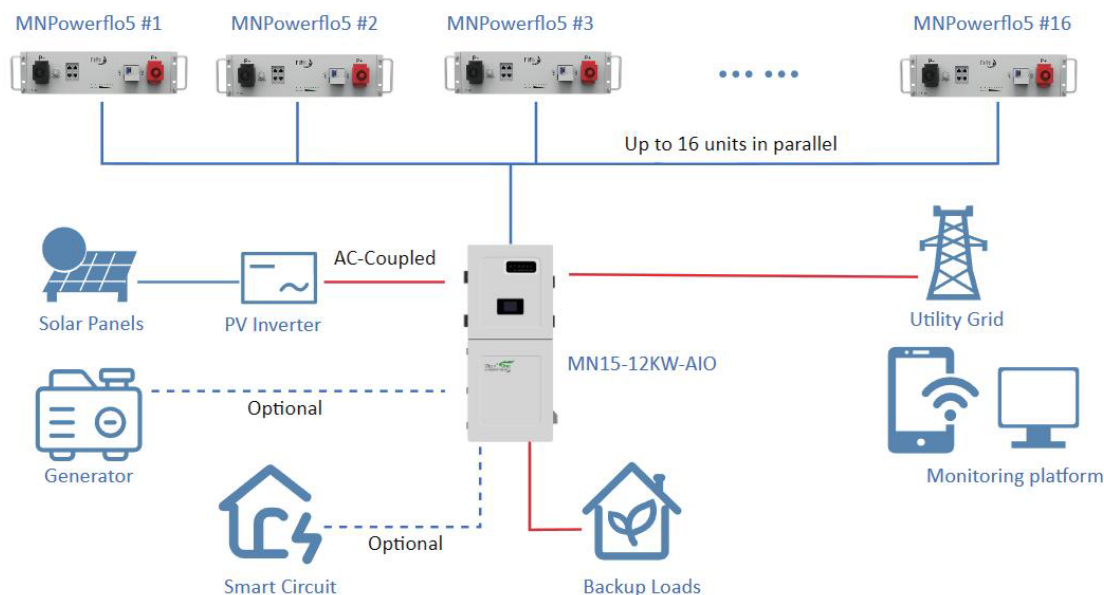 MNPowerflo5 #1
MNPowerflo5 #2
MNPowerflo5 #3
MNPowerflo5 #16
P-
P+
P-
P+
P-
P+
P-
P+
Up to 16 units in parallel
AC-Coupled
Solar Panels
PV Inverter
Utility Grid
MN15-12KW-AIO
Optional
Generator
Monitoring platform
Optional
Smart Circuit
Backup Loads